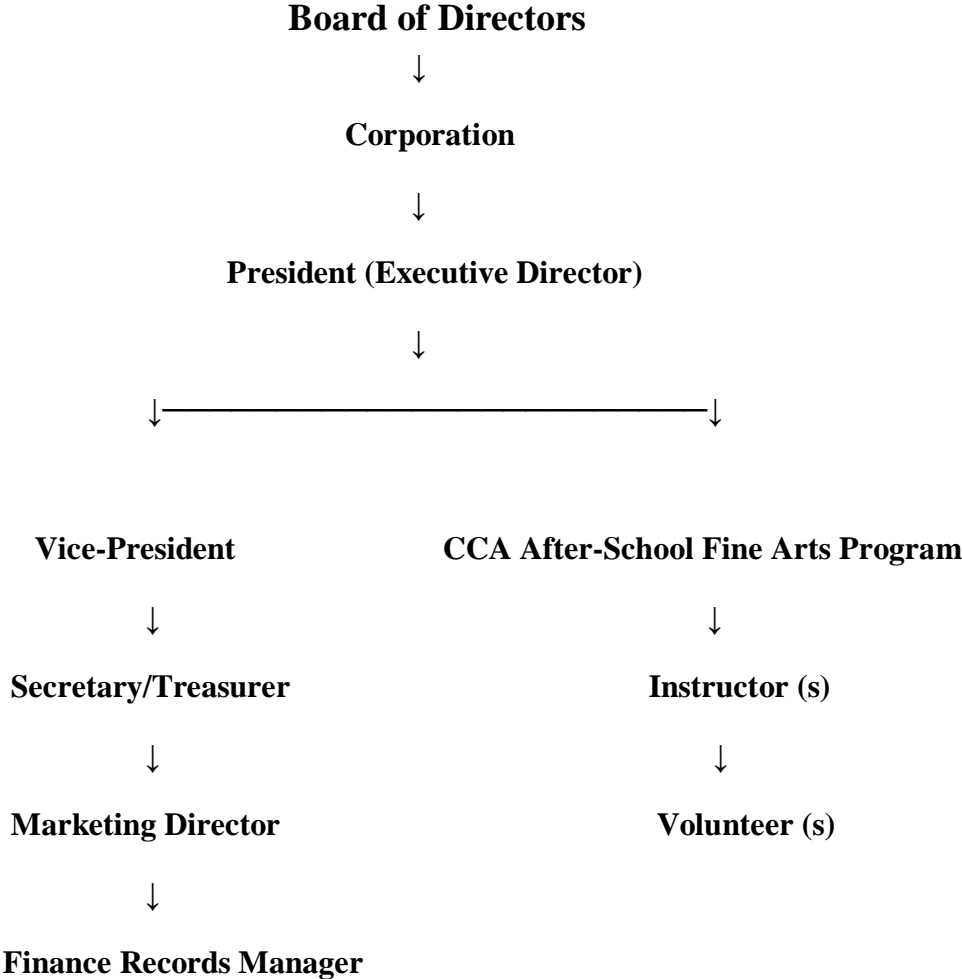 Board of Directors
↓
Corporation
↓
President (Executive Director)
↓
↓————————————————↓
Vice-President CCA After-School Fine Arts Program
↓ ↓
Secretary/Treasurer Instructor (s)
↓ ↓
Marketing Director Volunteer (s)
↓
Finance Records Manager